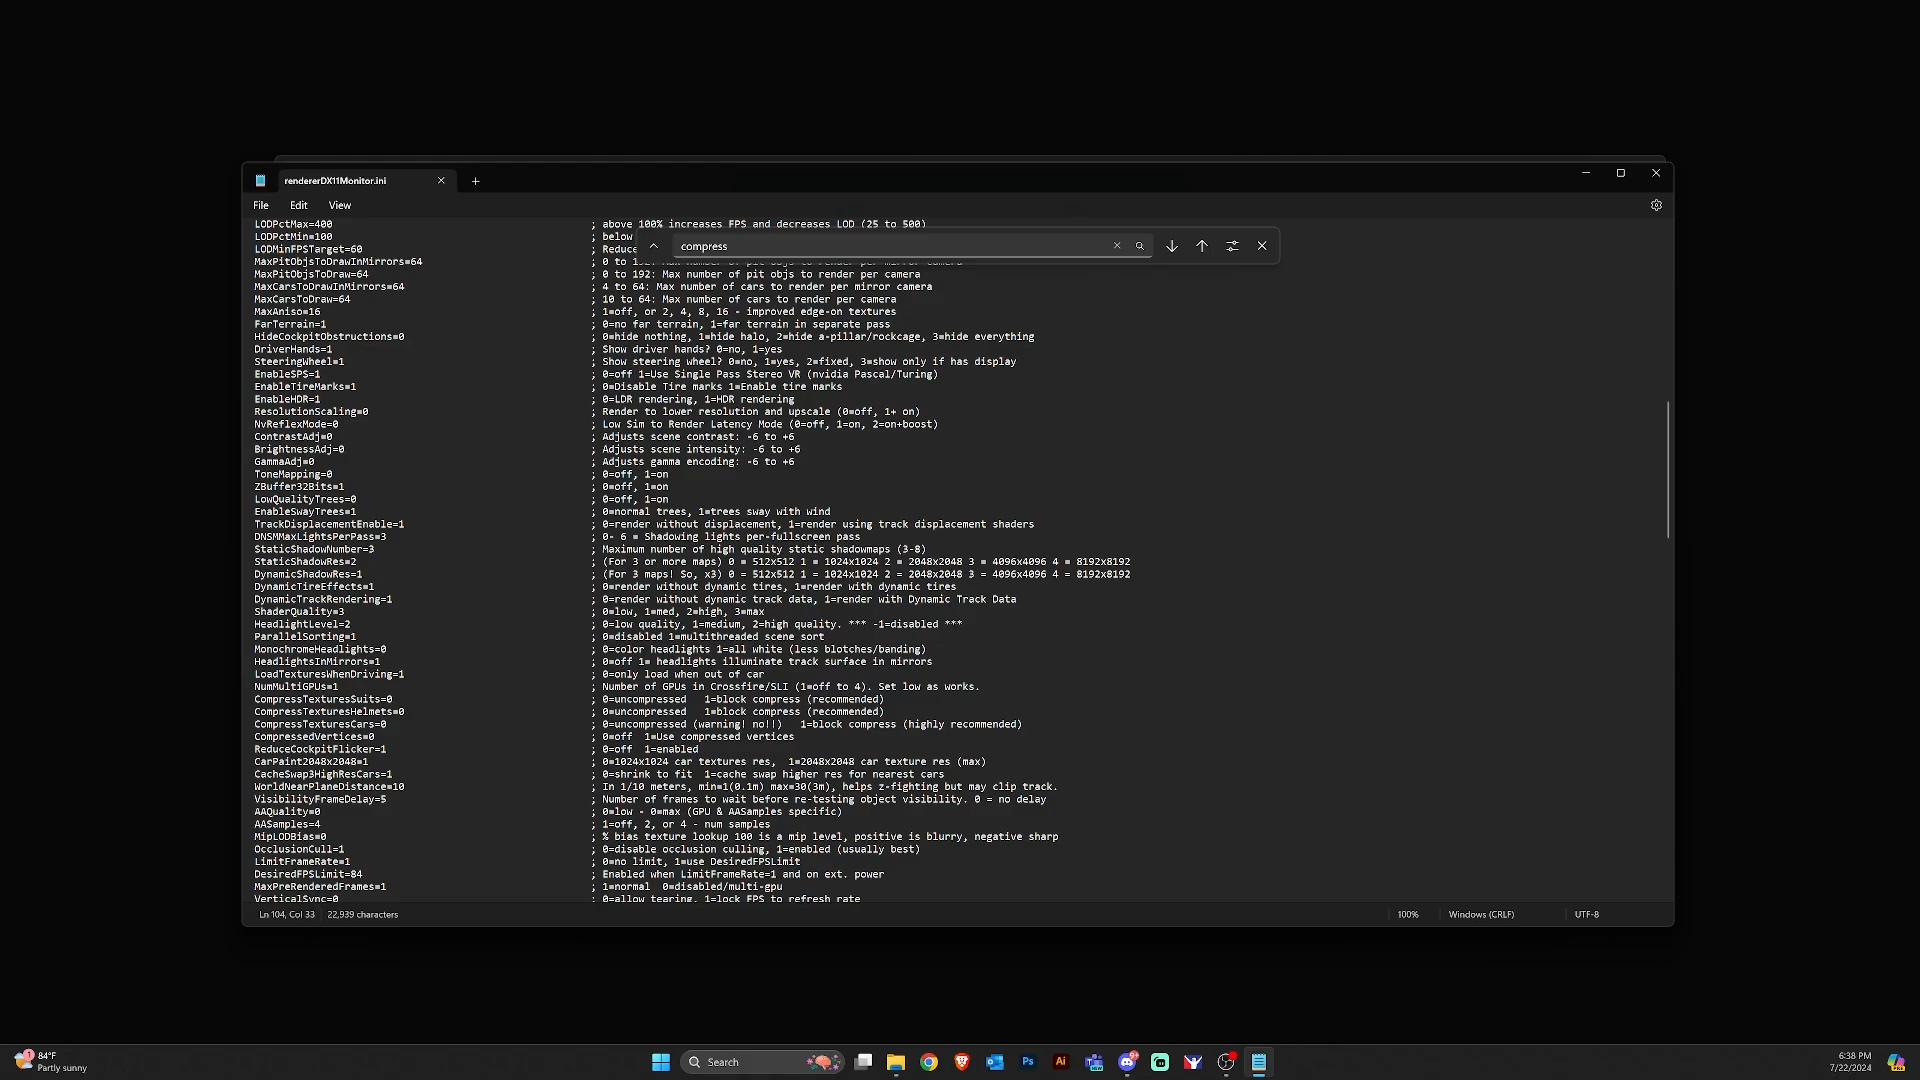 rendererDX11Monitor.ini
File Edit View
LODPctMax=400 ; above 100% increases FPS and decreases LOD (25 to 500)
LODPctMin=100 ; below
compress
LODMinFPSTarget=60 ; Reduce
MaxPitObjsToDrawInMirrors=64 ; 0 to
MaxPitObjsToDraw=64 ; 0 to 192: Max number of pit objs to render per camera
MaxCarsToDrawInMirrors=64 ; 4 to 64: Max number of cars to render per mirror camera
MaxCarsToDraw=64 ; 10 to 64: Max number of cars to render per camera
MaxAniso=16 ; 1=off, or 2, 4, 8, 16 - improved edge-on textures
FarTerrain=1 ; 0=no far terrain, 1=far terrain in separate pass
HideCockpitObstructions=0 ; 0=hide nothing, 1=hide halo, 2=hide a-pillar/rockcage, 3=hide everything
DriverHands=1 ; Show driver hands? 0=no, 1=yes
SteeringWheel=1 ; Show steering wheel? 0=no, 1=yes, 2=fixed, 3=show only if has display
EnableSPS=1 ; 0=off 1=Use Single Pass Stereo VR (nvidia Pascal/Turing)
EnableTireMarks=1 ; 0=Disable Tire marks 1=Enable tire marks
EnableHDR=1 ; 0=LDR rendering, 1=HDR rendering
ResolutionScaling=0 ; Render to lower resolution and upscale (0=off, 1+ on)
NvReflexMode=0 ; Low Sim to Render Latency Mode (0=off, 1=on, 2=on+boost)
ContrastAdj=0 ; Adjusts scene contrast: -6 to +6
BrightnessAdj=0 ; Adjusts scene intensity: -6 to +6
GammaAdj=0 ; Adjusts gamma encoding: -6 to +6
ToneMapping=0 ; 0=off, 1=on
ZBuffer32Bits=1 ; 0=off, 1=on
LowQualityTrees=0 ; 0=off, 1=on
EnableSwayTrees=1 ; 0=normal trees, 1=trees sway with wind
TrackDisplacementEnable=1 ; 0=render without displacement, 1=render using track displacement shaders
DNSMMaxLightsPerPass=3 ; 0- 6 = Shadowing lights per-fullscreen pass
StaticShadowNumber=3 ; Maximum number of high quality static shadowmaps (3-8)
StaticShadowRes=2 ; (For 3 or more maps) 0 = 512x512 1 = 1024x1024 2 = 2048x2048 3 = 4096x4096 4 = 8192x8192
DynamicShadowRes=1 ; (For 3 maps! So, x3) 0 = 512x512 1 = 1024x1024 2 = 2048x2048 3 = 4096x4096 4 = 8192x8192
DynamicTireEffects=1 ; 0=render without dynamic tires, 1=render with dynamic tires
DynamicTrackRendering=1 ; 0=render without dynamic track data, 1=render with Dynamic Track Data
ShaderQuality=3 ; 0=low, 1=med, 2=high, 3=max
HeadlightLevel=2 ; 0=low quality, 1=medium, 2=high quality. *** -1=disabled ***
ParallelSorting=1 ; 0=disabled 1=multithreaded scene sort
MonochromeHeadlights=0 ; 0=color headlights 1=all white (less blotches/banding)
HeadlightsInMirrors=1 ; 0=off 1= headlights illuminate track surface in mirrors
LoadTexturesWhenDriving=1 ; 0=only load when out of car
NumMultiGPUs=1 ; Number of GPUs in Crossfire/SLI (1=off to 4). Set low as works.
CompressTexturesSuits=0 ; 0=uncompressed 1=block compress (recommended)
CompressTexturesHelmets=0 ; 0=uncompressed 1=block compress (recommended)
CompressTexturesCars=0 ; 0=uncompressed (warning! no!!) 1=block compress (highly recommended)
CompressedVertices=0 ; 0=off 1=Use compressed vertices
ReduceCockpitFlicker=1 ; 0=off 1=enabled
CarPaint2048x2048=1 ; 0=1024x1024 car textures res, 1=2048x2048 car texture res (max)
CacheSwap3HighResCars=1 ; 0=shrink to fit 1=cache swap higher res for nearest cars
WorldNearPlaneDistance=10 ; In 1/10 meters, min=1(0.1m) max=30(3m), helps z-fighting but may clip track.
VisibilityFrameDelay=5 ; Number of frames to wait before re-testing object visibility. 0 = no delay
AAQuality=0 ; 0=low - 0=max (GPU & AASamples specific)
AASamples=4 ; 1=off, 2, or 4 - num samples
MipLODBias=0 ; % bias texture lookup 100 is a mip level, positive is blurry, negative sharp
OcclusionCull=1 ; 0=disable occlusion culling, 1=enabled (usually best)
LimitFrameRate=1 ; 0=no limit, 1=use DesiredFPSLimit
DesiredFPSLimit=84 ; Enabled when LimitFrameRate=1 and on ext. power
MaxPreRenderedFrames=1 ; 1=normal 0=disabled/multi-gpu
VerticalSync=0 ; 0=allow tearing, 1=lock FPS to refresh rate
Ln 104, Col 33 22,939 characters 100% Windows (CRLF) UTF-8
84°F
Partly sunny
Search
Ps
Ai
6:38 PM
7/22/2024